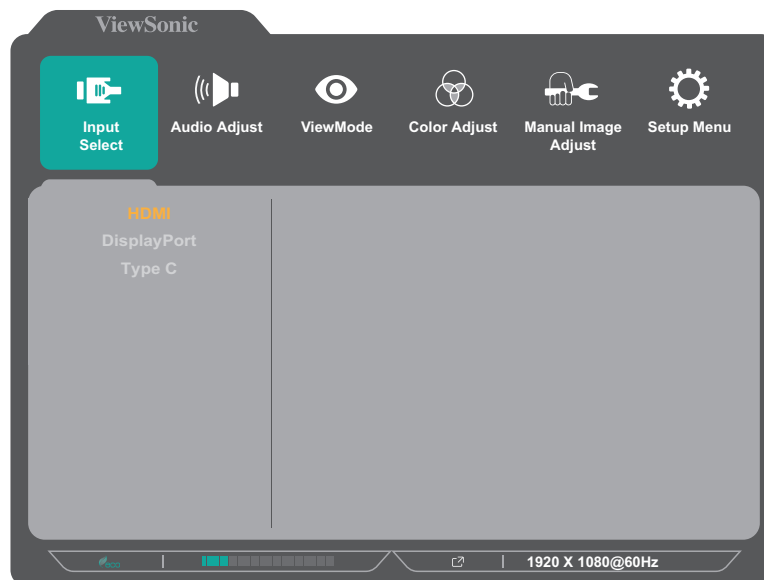 ViewSonic
Input
Select
Audio Adjust
ViewMode
Color Adjust
Manual Image
Adjust
Setup Menu
HDMI
DisplayPort
Type C
eco
1920 X 1080@60Hz